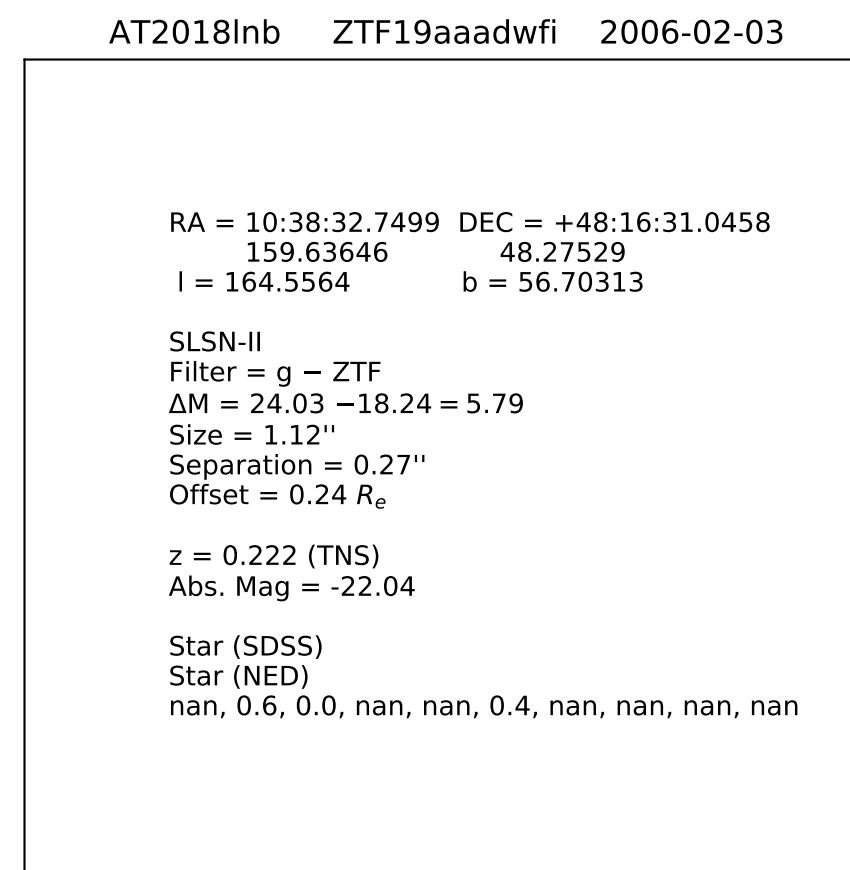 AT2018lnb ZTF19aaadwfi 2006-02-03
RA = 10:38:32.7499 DEC = +48:16:31.0458
159.63646 48.27529
l = 164.5564 b = 56.70313
SLSN-II
Filter = g − ZTF
ΔM = 24.03 −18.24 = 5.79
Size = 1.12''
Separation = 0.27''
Offset = 0.24 Re
z = 0.222 (TNS)
Abs. Mag = -22.04
Star (SDSS)
Star (NED)
nan, 0.6, 0.0, nan, nan, 0.4, nan, nan, nan, nan